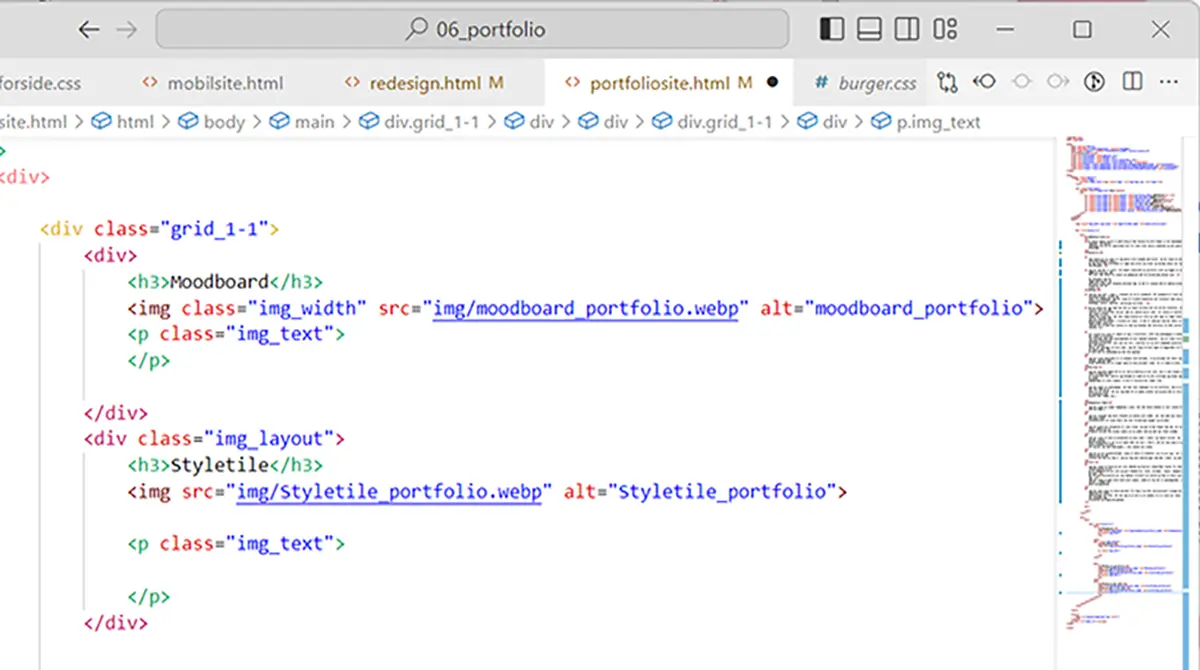 06_portfolio
forside.css <> mobilsite.html <> redesign.html M <> portfoliosite.html M ● # burger.css ...
site.html > html > body > main > div.grid_1-1 > div > div > div.grid_1-1 > div > p.img_text
>
<div>
<div class="grid_1-1">
<div>
<h3>Moodboard</h3>
<img class="img_width" src="img/moodboard_portfolio.webp" alt="moodboard_portfolio">
<p class="img_text">
</p>
</div>
<div class="img_layout">
<h3>Styletile</h3>
<img src="img/Styletile_portfolio.webp" alt="Styletile_portfolio">
<p class="img_text">
</p>
</div>